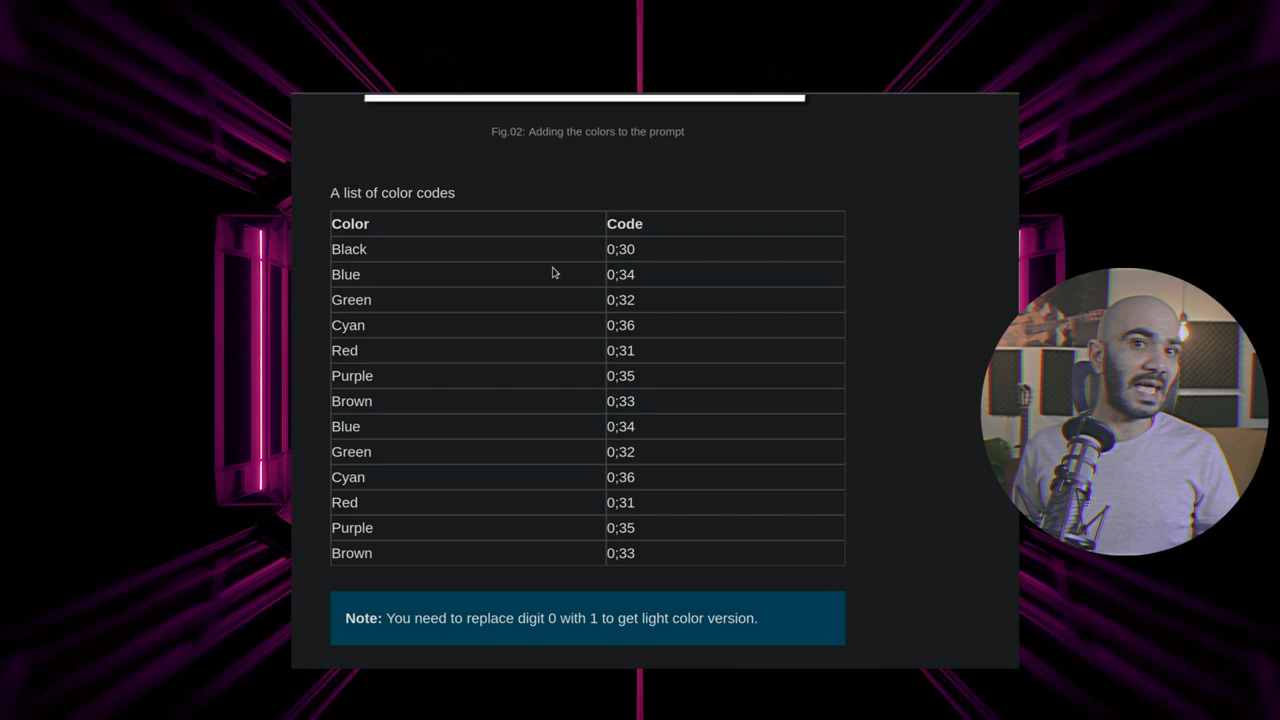 Fig.02: Adding the colors to the prompt
A list of color codes
Color Code
Black 0;30
Blue 0;34
Green 0;32
Cyan 0;36
Red 0;31
Purple 0;35
Brown 0;33
Blue 0;34
Green 0;32
Cyan 0;36
Red 0;31
Purple 0;35
Brown 0;33
Note: You need to replace digit 0 with 1 to get light color version.